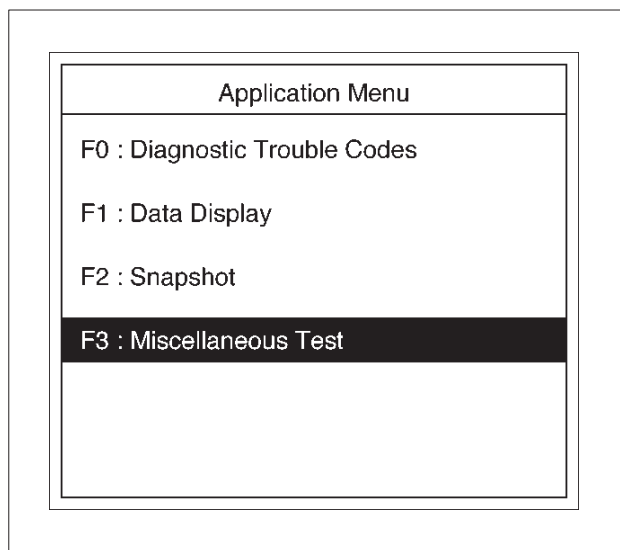 Application Menu
F0 : Diagnostic Trouble Codes
F1 : Data Display
F2 : Snapshot
F3 : Miscellaneous Test